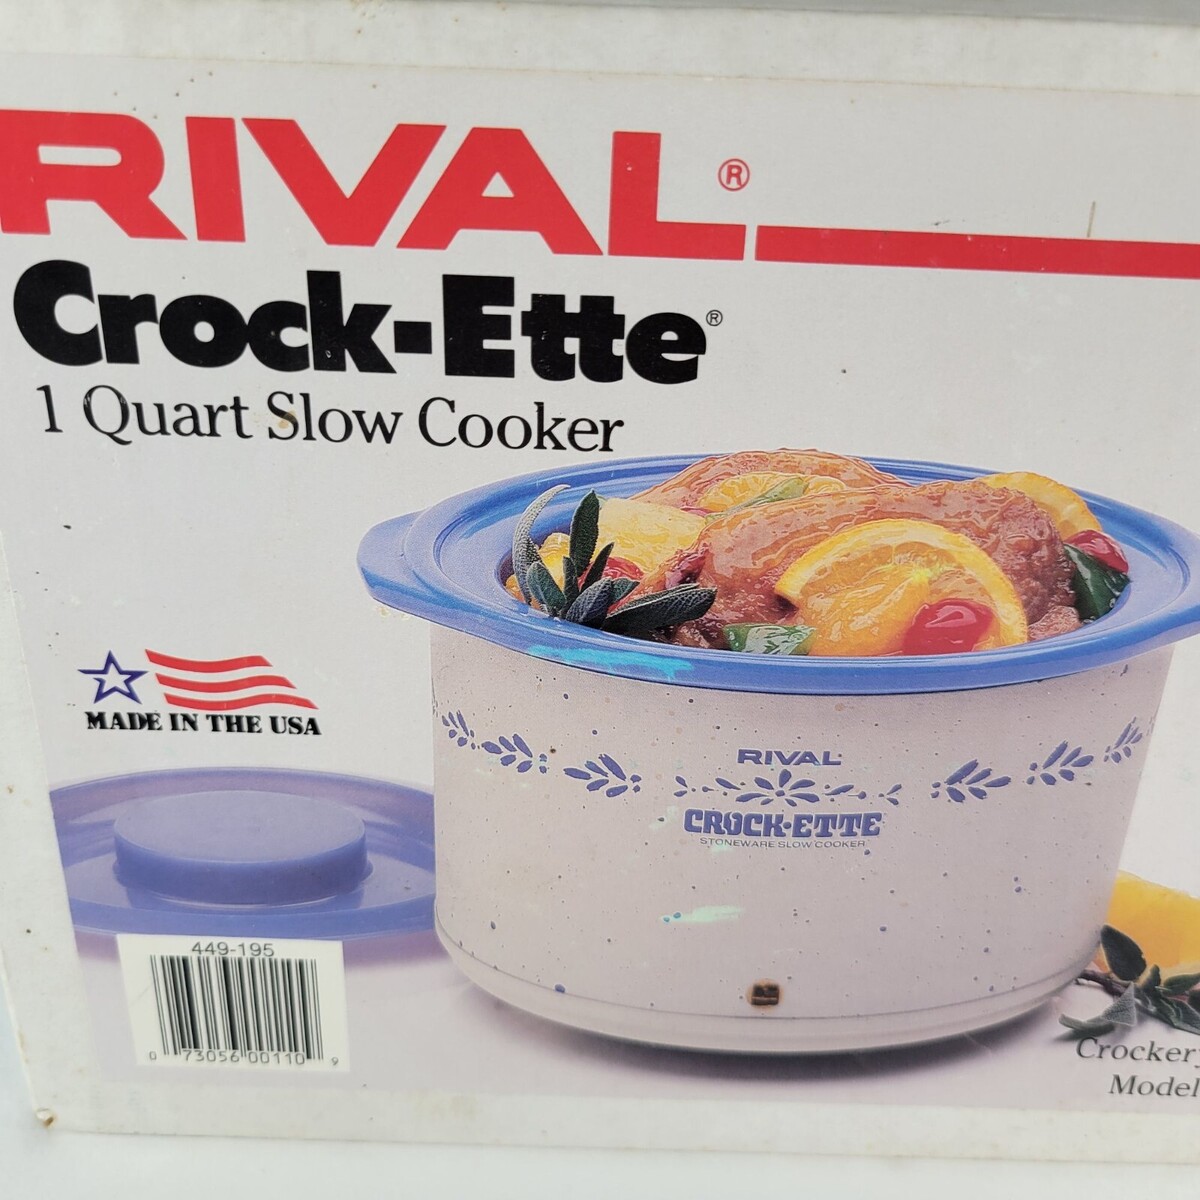 RIVAL®
Crock-Ette®
1 Quart Slow Cooker
MADE IN THE USA
RIVAL
CROCK-ETTE
STONEWARE SLOW COOKER
449-195
0 73056 00110 9
Crockery
Model